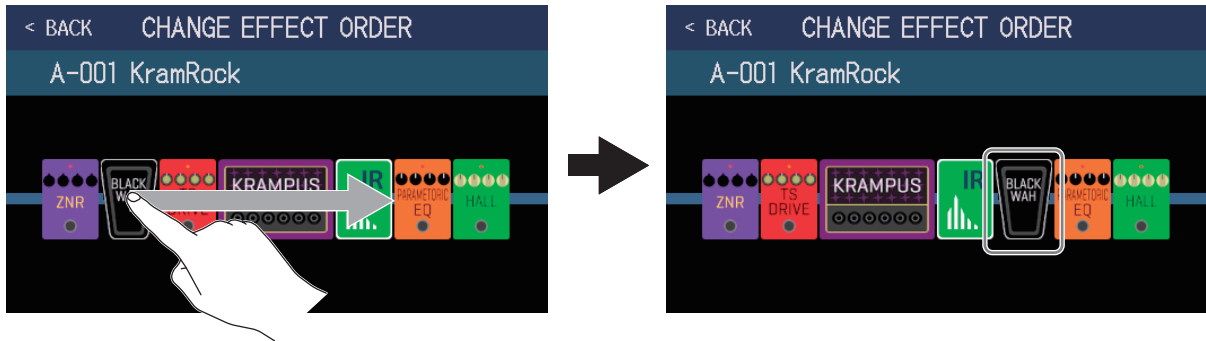 < BACK CHANGE EFFECT ORDER
A-001 KramRock
ZNR
BLACK
KRAMPUS
IR
PARAMETORIC
EQ
HALL
DRIVE
< BACK CHANGE EFFECT ORDER
A-001 KramRock
ZNR
TS
DRIVE
KRAMPUS
IR
BLACK
WAH
PARAMETORIC
EQ
HALL